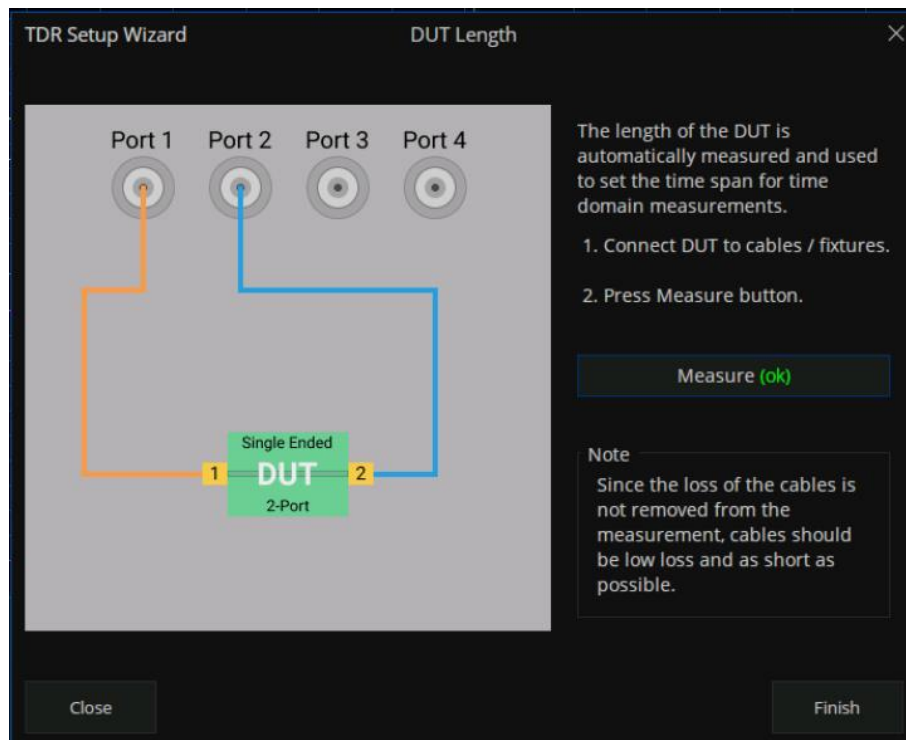 TDR Setup Wizard
DUT Length
Port 1
Port 2
Port 3
Port 4
Single Ended
1
DUT
2
2-Port
The length of the DUT is
automatically measured and used
to set the time span for time
domain measurements.
1. Connect DUT to cables / fixtures.
2. Press Measure button.
Measure (ok)
Note
Since the loss of the cables is
not removed from the
measurement, cables should
be low loss and as short as
possible.
Close
Finish